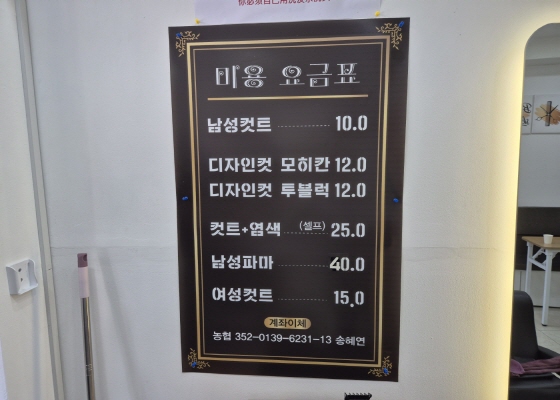 미용 요금표
남성컷트 10.0
디자인컷 모히칸 12.0
디자인컷 투블럭 12.0
컷트+염색 (셀프) 25.0
남성파마 40.0
여성컷트 15.0
계좌이체
농협 352-0139-6231-13 송혜연